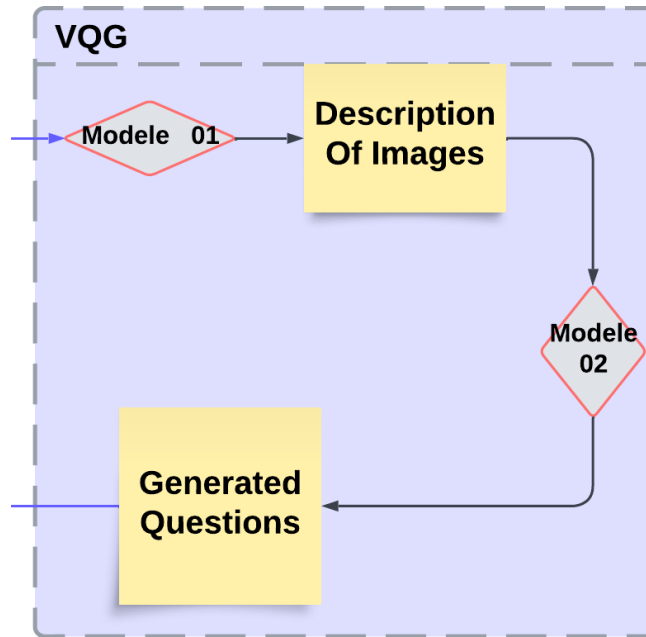 VQG
Modele 01
Description
Of Images
Modele
02
Generated
Questions